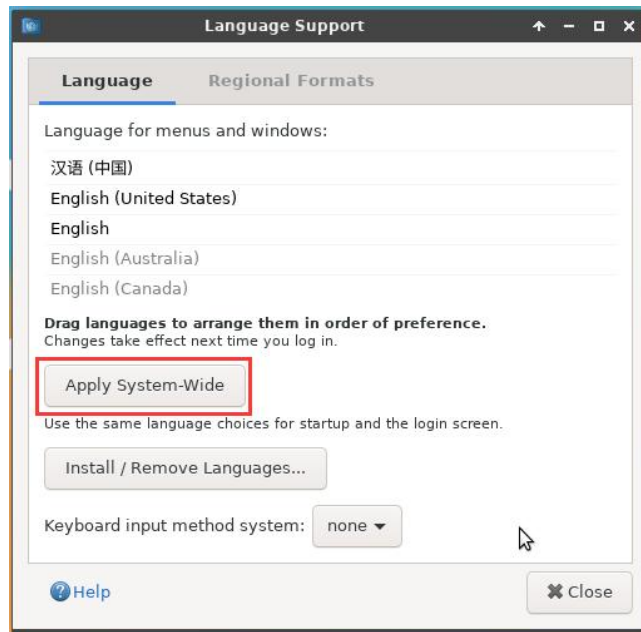 Language Support
Language Regional Formats
Language for menus and windows:
汉语 (中国)
English (United States)
English
English (Australia)
English (Canada)
Drag languages to arrange them in order of preference.
Changes take effect next time you log in.
Apply System-Wide
Use the same language choices for startup and the login screen.
Install / Remove Languages...
Keyboard input method system: none
Help Close